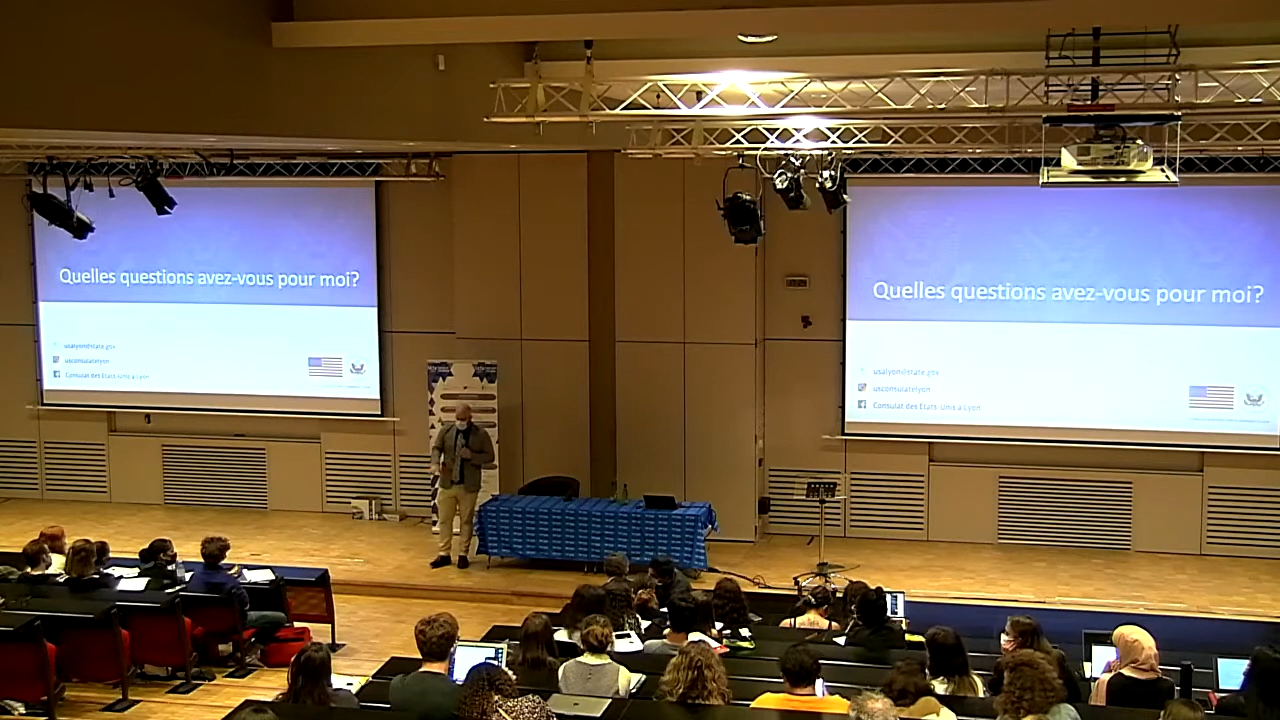 Quelles questions avez-vous pour moi?
usalyon@state.gov
usconsulatelyon
Consulat des Etats-Unis à Lyon
Quelles questions avez-vous pour moi?
usalyon@state.gov
usconsulatelyon
Consulat des Etats-Unis à Lyon